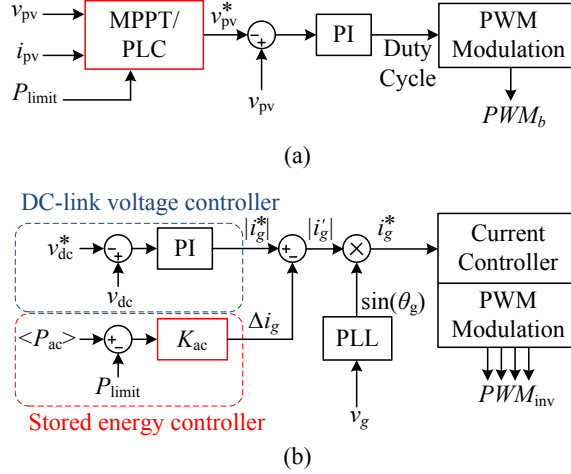 v_pv
i_pv
P_limit
MPPT/
PLC
v*_pv
+
−
v_pv
PI
Duty
Cycle
PWM
Modulation
PWM_b
(a)
DC-link voltage controller
v*_dc
+
−
v_dc
PI
|i*_g|
+
−
|i'_g|
×
i*_g
Current
Controller
PWM
Modulation
PWM_inv
sin(θ_g)
PLL
v_g
<P_ac>
+
−
P_limit
K_ac
Δi_g
Stored energy controller
(b)